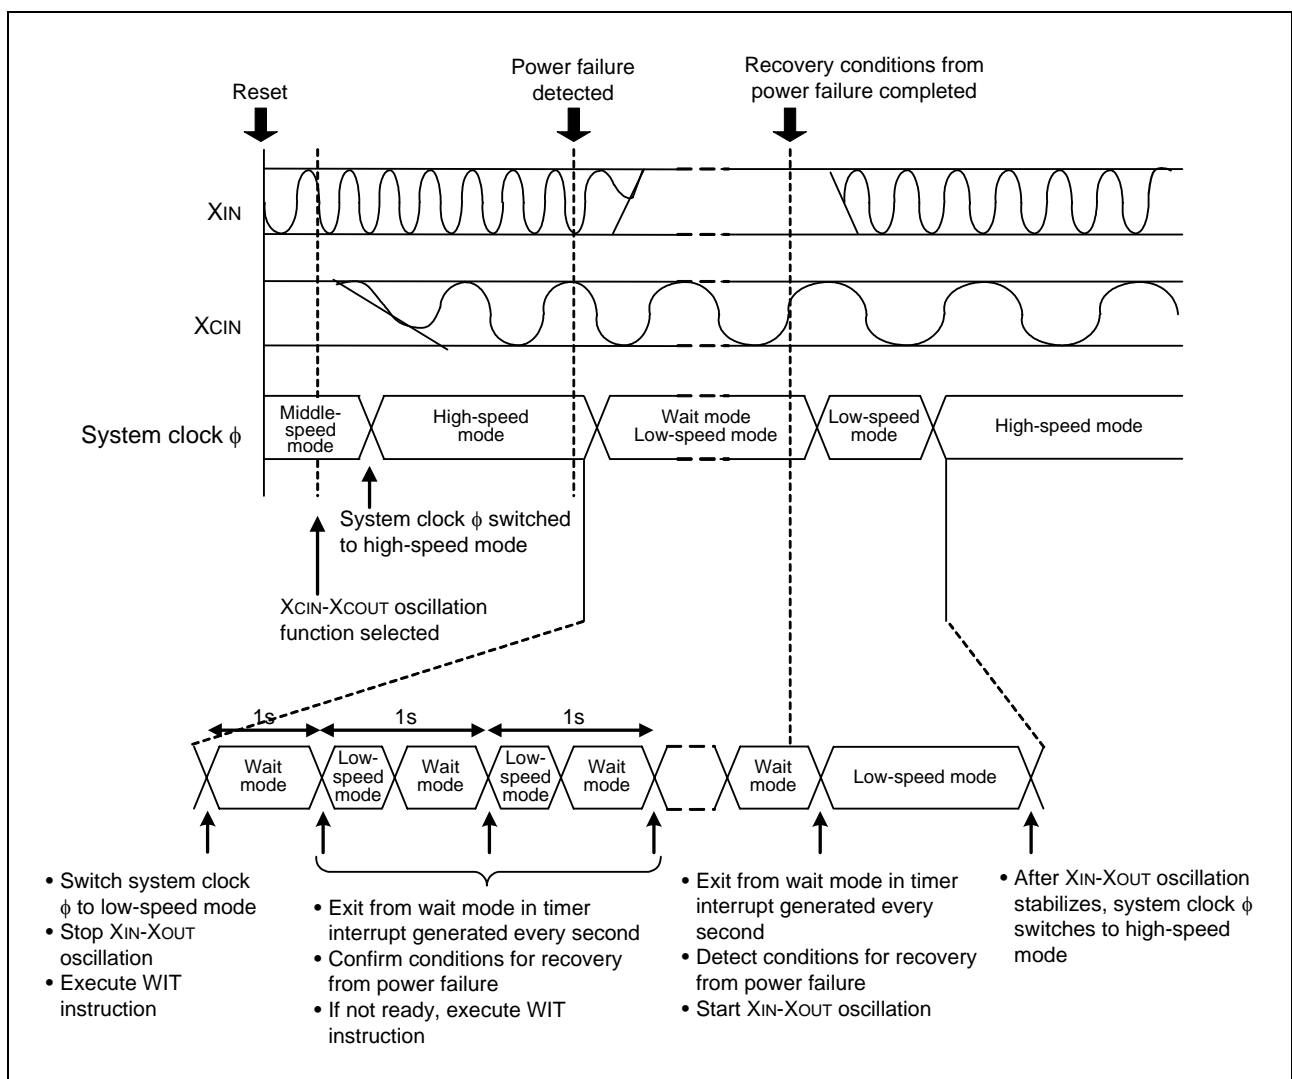 Reset
Power failure
detected
Recovery conditions from
power failure completed
XIN
XCIN
System clock ϕ
Middle-
speed
mode
High-speed
mode
Wait mode
Low-speed mode
Low-speed
mode
High-speed mode
System clock ϕ switched
to high-speed mode
XCIN-XCOUT oscillation
function selected
1s
1s
1s
Wait
mode
Low-
speed
mode
Wait
mode
Low-
speed
mode
Wait
mode
Wait
mode
Low-speed mode
• Switch system clock
ϕ to low-speed mode
• Stop XIN-XOUT
oscillation
• Execute WIT
instruction
• Exit from wait mode in timer
interrupt generated every second
• Confirm conditions for recovery
from power failure
• If not ready, execute WIT
instruction
• Exit from wait mode in timer
interrupt generated every
second
• Detect conditions for recovery
from power failure
• Start XIN-XOUT oscillation
• After XIN-XOUT oscillation
stabilizes, system clock ϕ
switches to high-speed
mode